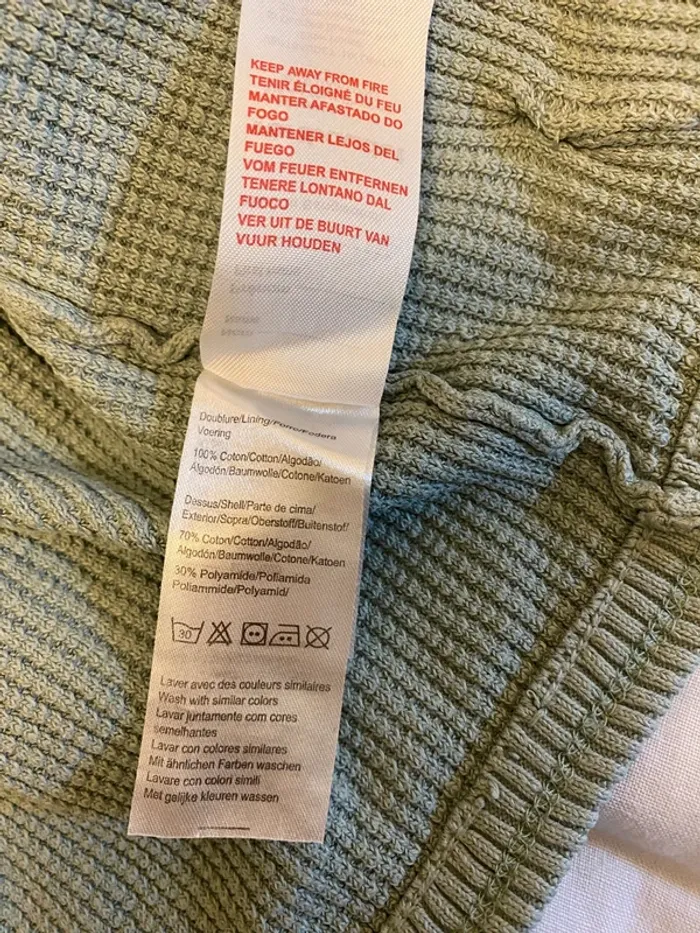 KEEP AWAY FROM FIRE
TENIR ÉLOIGNÉ DU FEU
MANTER AFASTADO DO
FOGO
MANTENER LEJOS DEL
FUEGO
VOM FEUER ENTFERNEN
TENERE LONTANO DAL
FUOCO
VER UIT DE BUURT VAN
VUUR HOUDEN
Doublure/Lining/Forro/Fodera
Voering
100% Coton/Cotton/Algodão/
Algodón/Baumwolle/Cotone/Katoen
Dessus/Shell/Parte de cima/
Exterior/Sopra/Oberstoff/Buitenstof/
70% Coton/Cotton/Algodão/
Algodón/Baumwolle/Cotone/Katoen
30% Polyamide/Poliamida
Poliammide/Polyamid/
30
Laver avec des couleurs similaires
Wash with similar colors
Lavar juntamente com cores
semelhantes
Lavar con colores similares
Mit ähnlichen Farben waschen
Lavare con colori simili
Met gelijke kleuren wassen